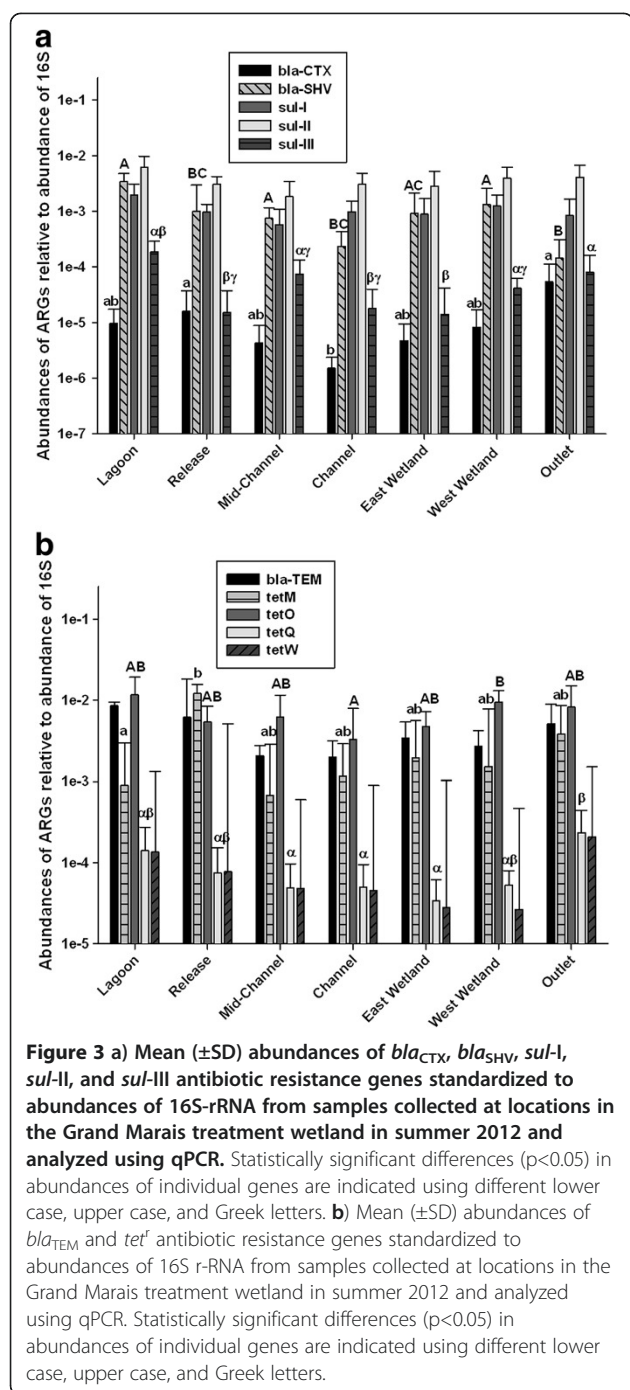 a
Abundances of ARGs relative to abundance of 16S
1e-1
1e-2
1e-3
1e-4
1e-5
1e-6
1e-7
bla-CTX
bla-SHV
sul-I
sul-II
sul-III
ab A αβ
a BC βγ
ab A αγ
b BC βγ
ab AC β
ab A αγ
a B α
Lagoon
Release
Mid-Channel
Channel
East Wetland
West Wetland
Outlet
b
Abundances of ARGs relative to abundance of 16S
1e-1
1e-2
1e-3
1e-4
1e-5
bla-TEM
tetM
tetO
tetQ
tetW
a AB αβ
b AB αβ
ab AB α
ab A α
ab AB α
ab B αβ
ab AB β
Lagoon
Release
Mid-Channel
Channel
East Wetland
West Wetland
Outlet
Figure 3 a) Mean (±SD) abundances of blaCTX, blaSHV, sul-I,
sul-II, and sul-III antibiotic resistance genes standardized to
abundances of 16S-rRNA from samples collected at locations in
the Grand Marais treatment wetland in summer 2012 and
analyzed using qPCR. Statistically significant differences (p<0.05) in
abundances of individual genes are indicated using different lower
case, upper case, and Greek letters. b) Mean (±SD) abundances of
blaTEM and tetr antibiotic resistance genes standardized to
abundances of 16S r-RNA from samples collected at locations in the
Grand Marais treatment wetland in summer 2012 and analyzed
using qPCR. Statistically significant differences (p<0.05) in
abundances of individual genes are indicated using different lower
case, upper case, and Greek letters.